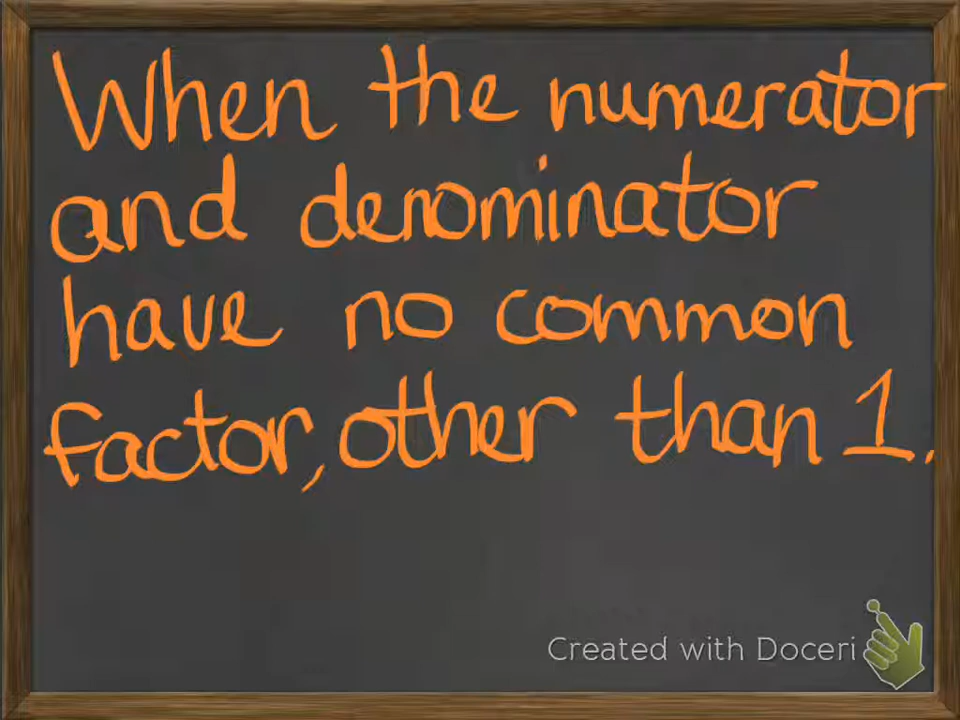 When the numerator
and denominator
have no common
factor, other than 1.
Created with Doceri